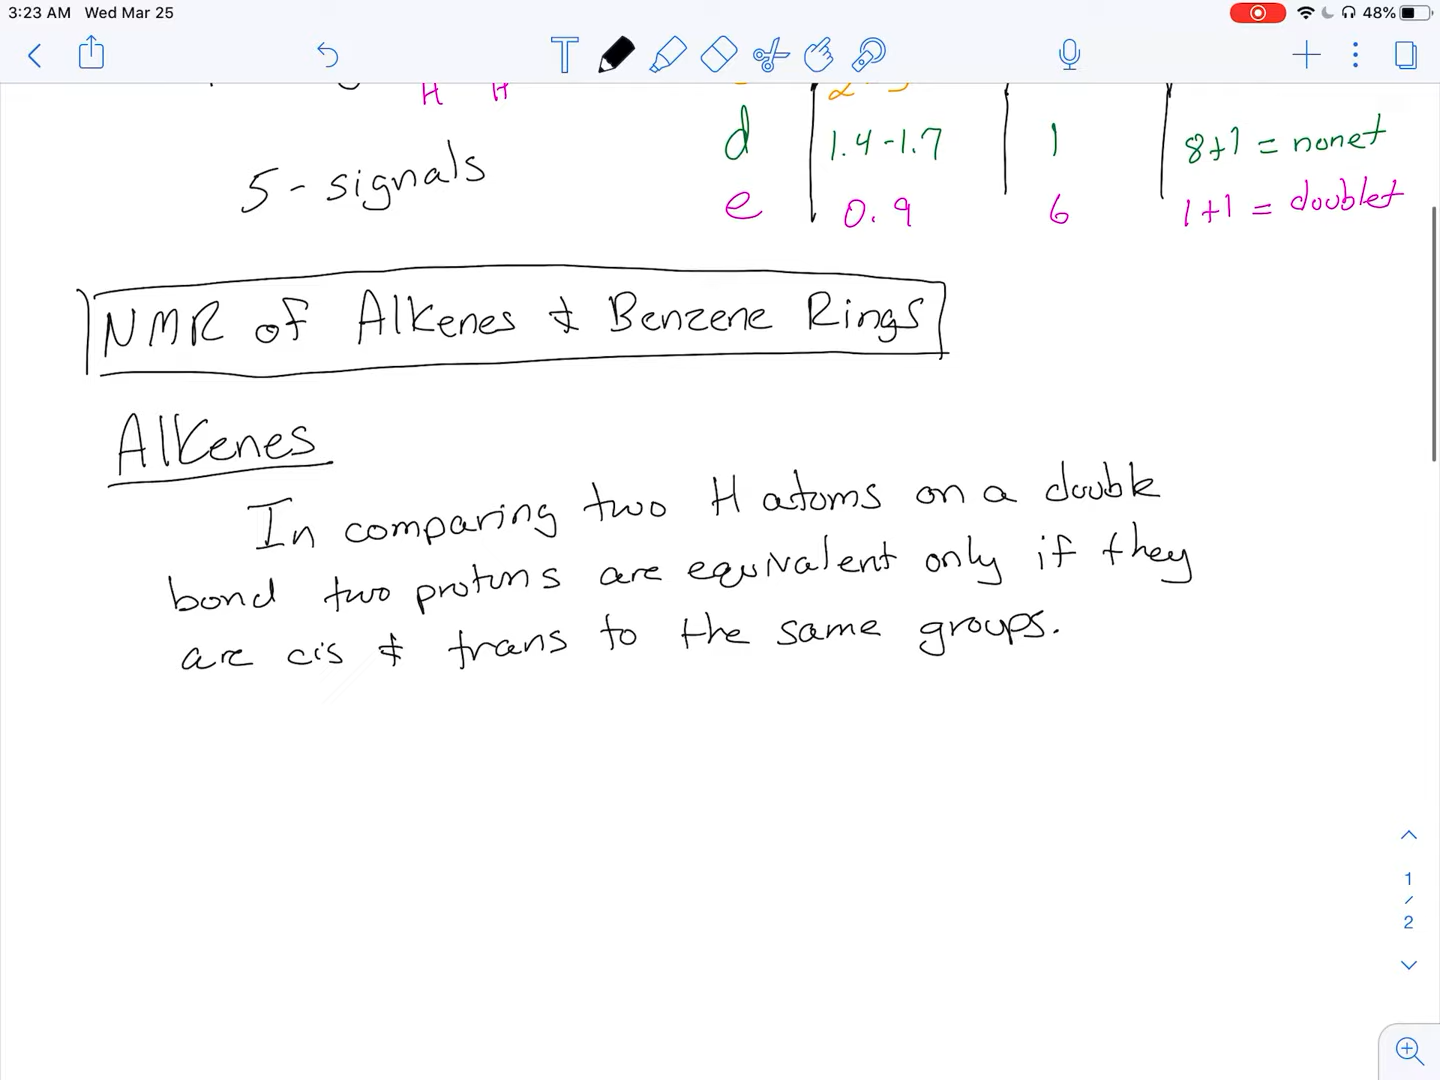 3:23 AM Wed Mar 25 48%
T
H H
d 1.4-1.7 1 8+1 = nonet
5-signals
e 0.9 6 1+1 = doublet
NMR of Alkenes & Benzene Rings
Alkenes
In comparing two H atoms on a double
bond two protons are equivalent only if they
are cis & trans to the same groups.
1
/
2